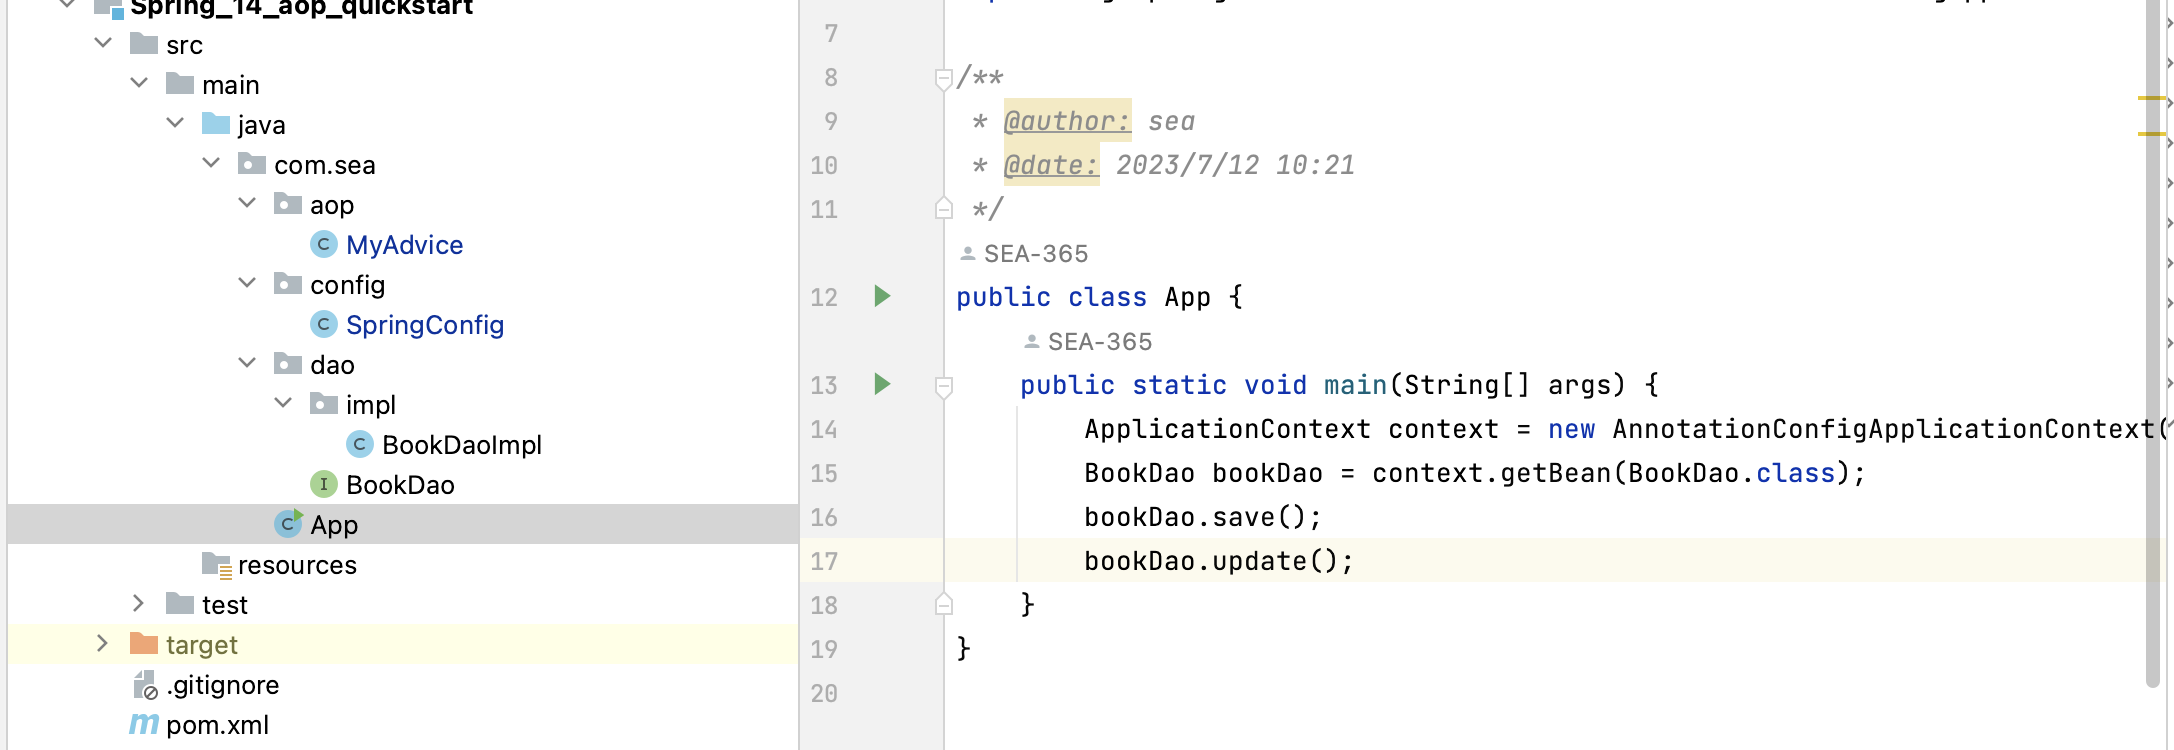 Spring_14_aop_quickstart
src
main
java
com.sea
aop
MyAdvice
config
SpringConfig
dao
impl
BookDaoImpl
BookDao
App
resources
test
target
.gitignore
pom.xml
7
8 /**
9 * @author: sea
10 * @date: 2023/7/12 10:21
11 */
SEA-365
12 public class App {
SEA-365
13 public static void main(String[] args) {
14 ApplicationContext context = new AnnotationConfigApplicationContext(
15 BookDao bookDao = context.getBean(BookDao.class);
16 bookDao.save();
17 bookDao.update();
18 }
19 }
20